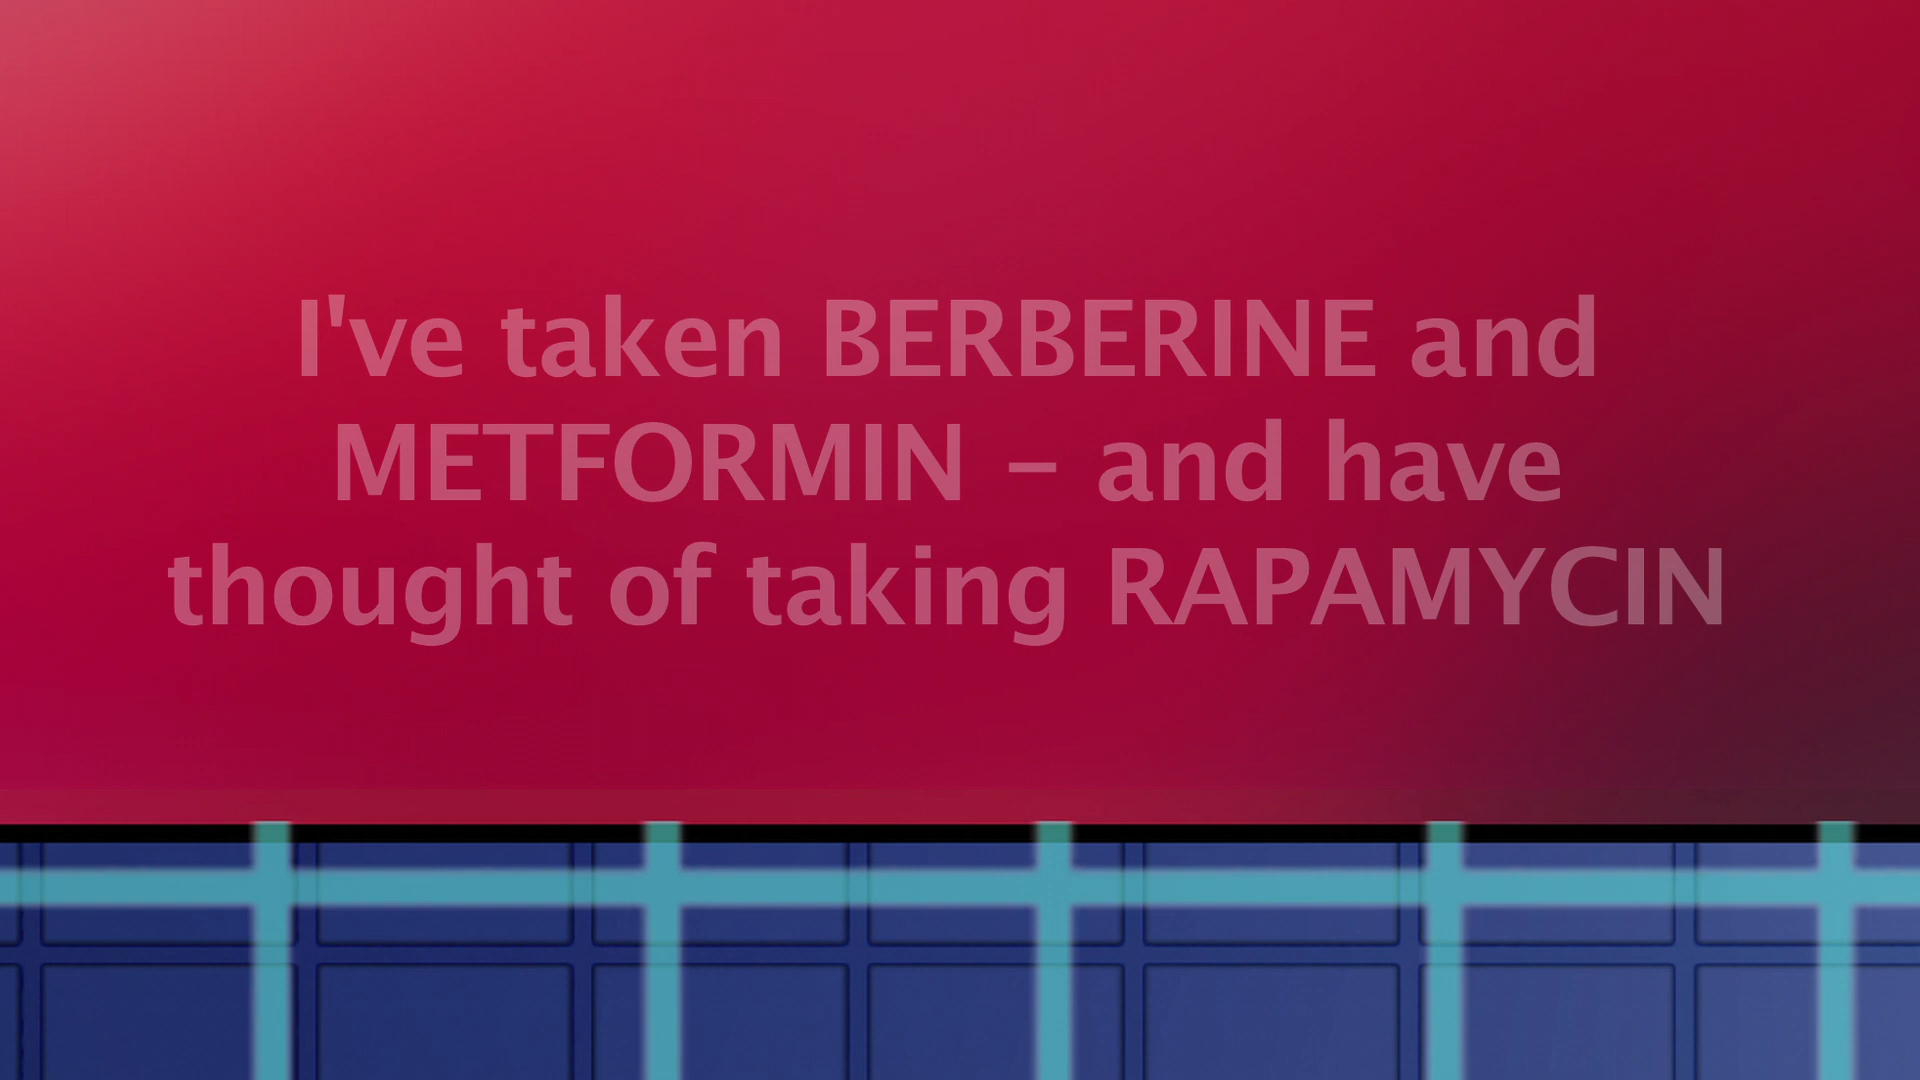 I've taken BERBERINE and
METFORMIN – and have
thought of taking RAPAMYCIN